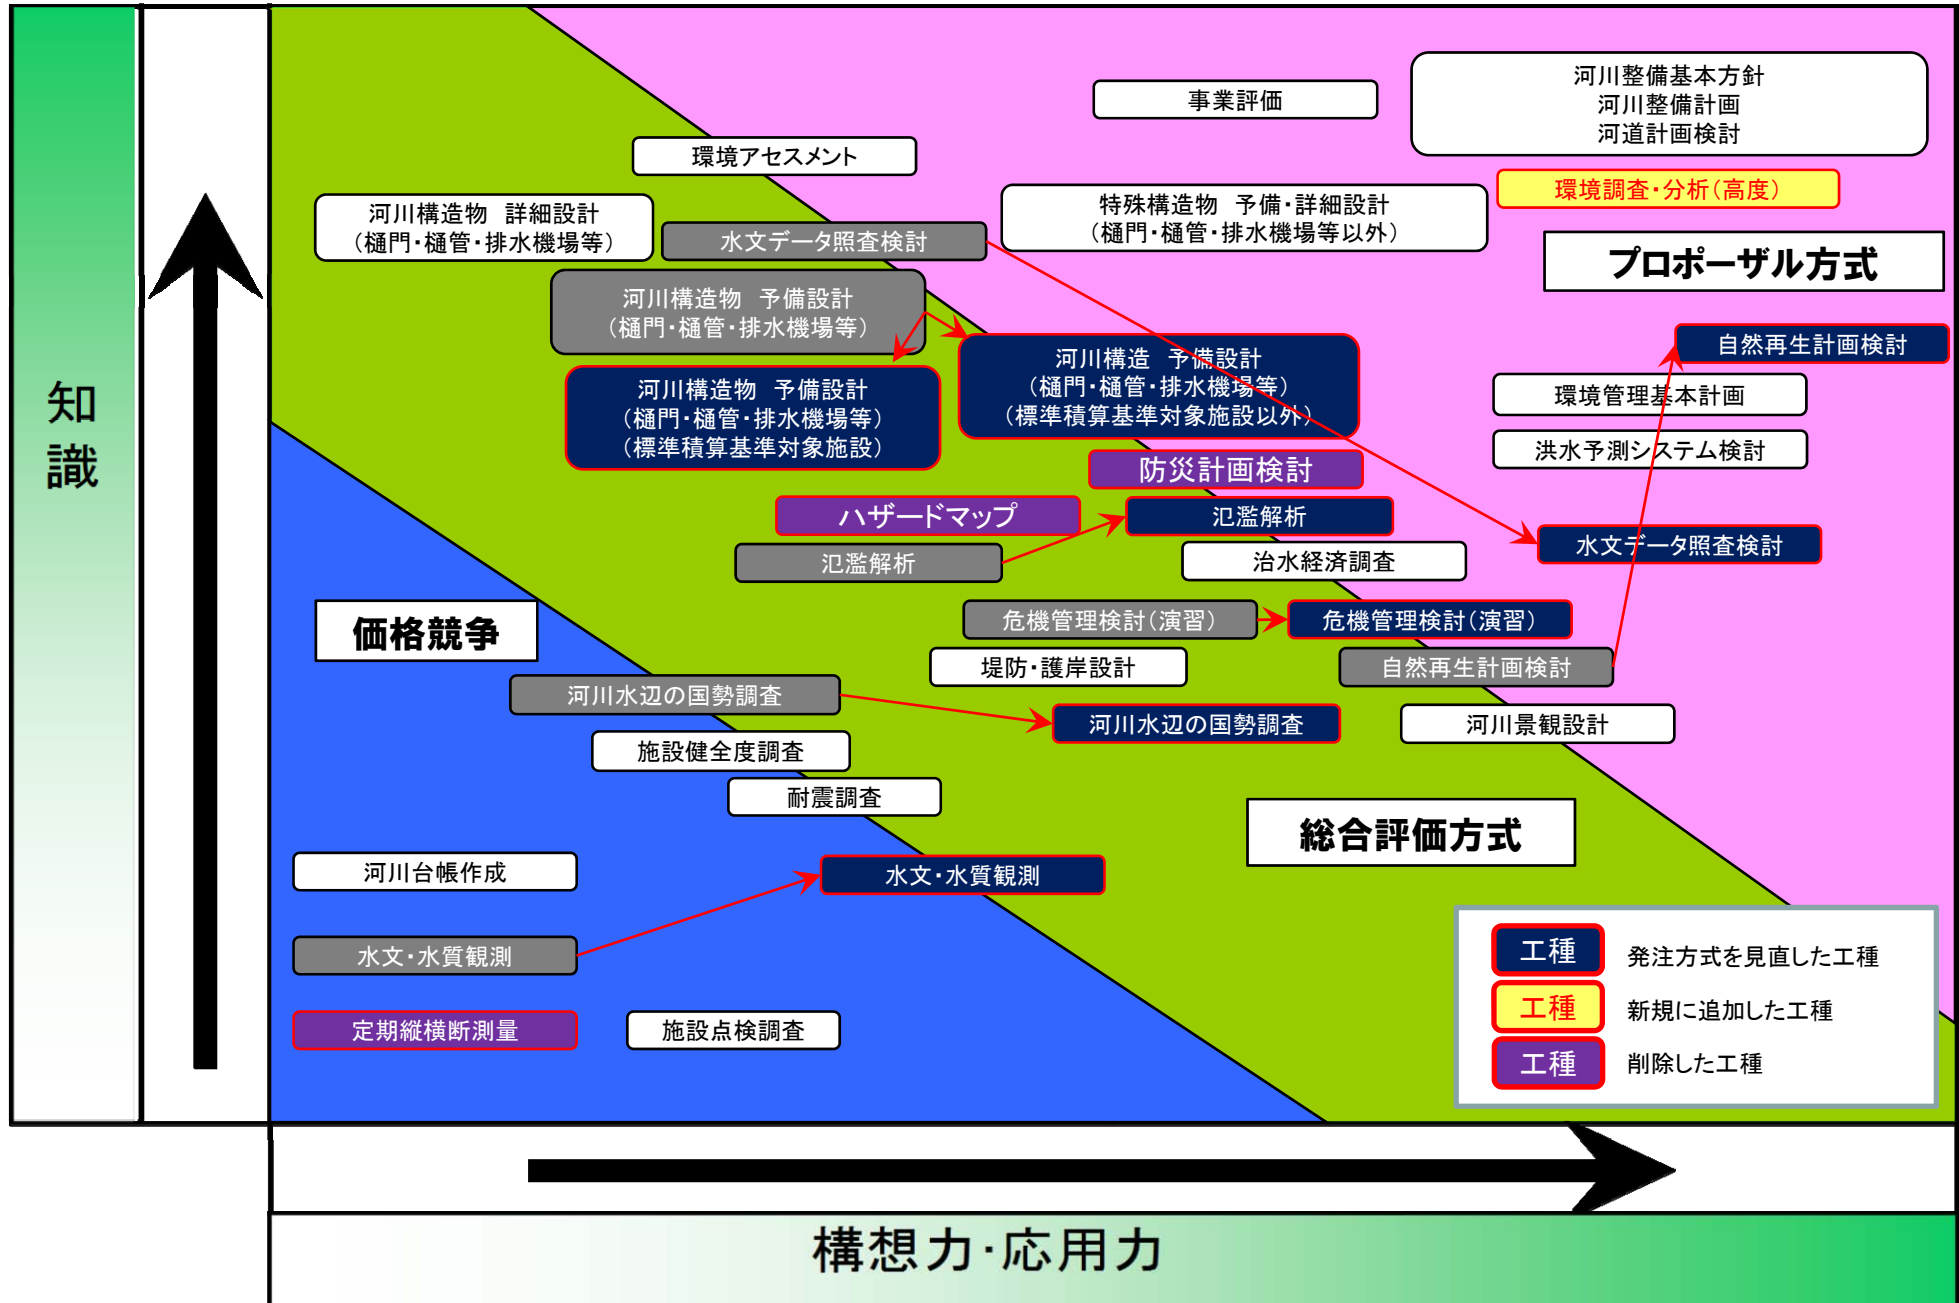 知識
河川整備基本方針
河川整備計画
河道計画検討
事業評価
環境アセスメント
環境調査・分析(高度)
河川構造物 詳細設計
(樋門・樋管・排水機場等)
特殊構造物 予備・詳細設計
(樋門・樋管・排水機場等以外)
水文データ照査検討
プロポーザル方式
河川構造物 予備設計
(樋門・樋管・排水機場等)
自然再生計画検討
河川構造 予備設計
(樋門・樋管・排水機場等)
(標準積算基準対象施設以外)
河川構造物 予備設計
(樋門・樋管・排水機場等)
(標準積算基準対象施設)
環境管理基本計画
洪水予測システム検討
防災計画検討
ハザードマップ
氾濫解析
水文データ照査検討
氾濫解析
治水経済調査
価格競争
危機管理検討(演習)
危機管理検討(演習)
堤防・護岸設計
自然再生計画検討
河川水辺の国勢調査
河川水辺の国勢調査
河川景観設計
施設健全度調査
耐震調査
総合評価方式
河川台帳作成
水文・水質観測
水文・水質観測
定期縦横断測量
施設点検調査
工種 発注方式を見直した工種
工種 新規に追加した工種
工種 削除した工種
構想力・応用力